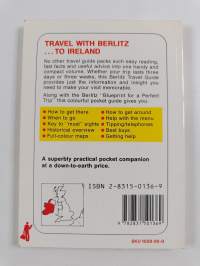 TRAVEL WITH BERLITZ
... TO IRELAND
No other travel guide packs such easy reading,
fast facts and useful advice into one handy and
compact volume. Whether your trip lasts three
days or three weeks, this Berlitz Travel Guide
provides just the information and insight you
need to make your visit memorable.
Along with the Berlitz "Blueprint for a Perfect
Trip" this colourful pocket guide gives you:
• How to get there
• When to go
• Key to "must" sights
• Historical overview
• Full-colour maps
• How to get around
• Help with the menu
• Tipping/telephones
• Best buys
• Getting help
A superbly practical pocket companion
at a down-to-earth price.
ISBN 2-8315-0136-9
9 782831 501369